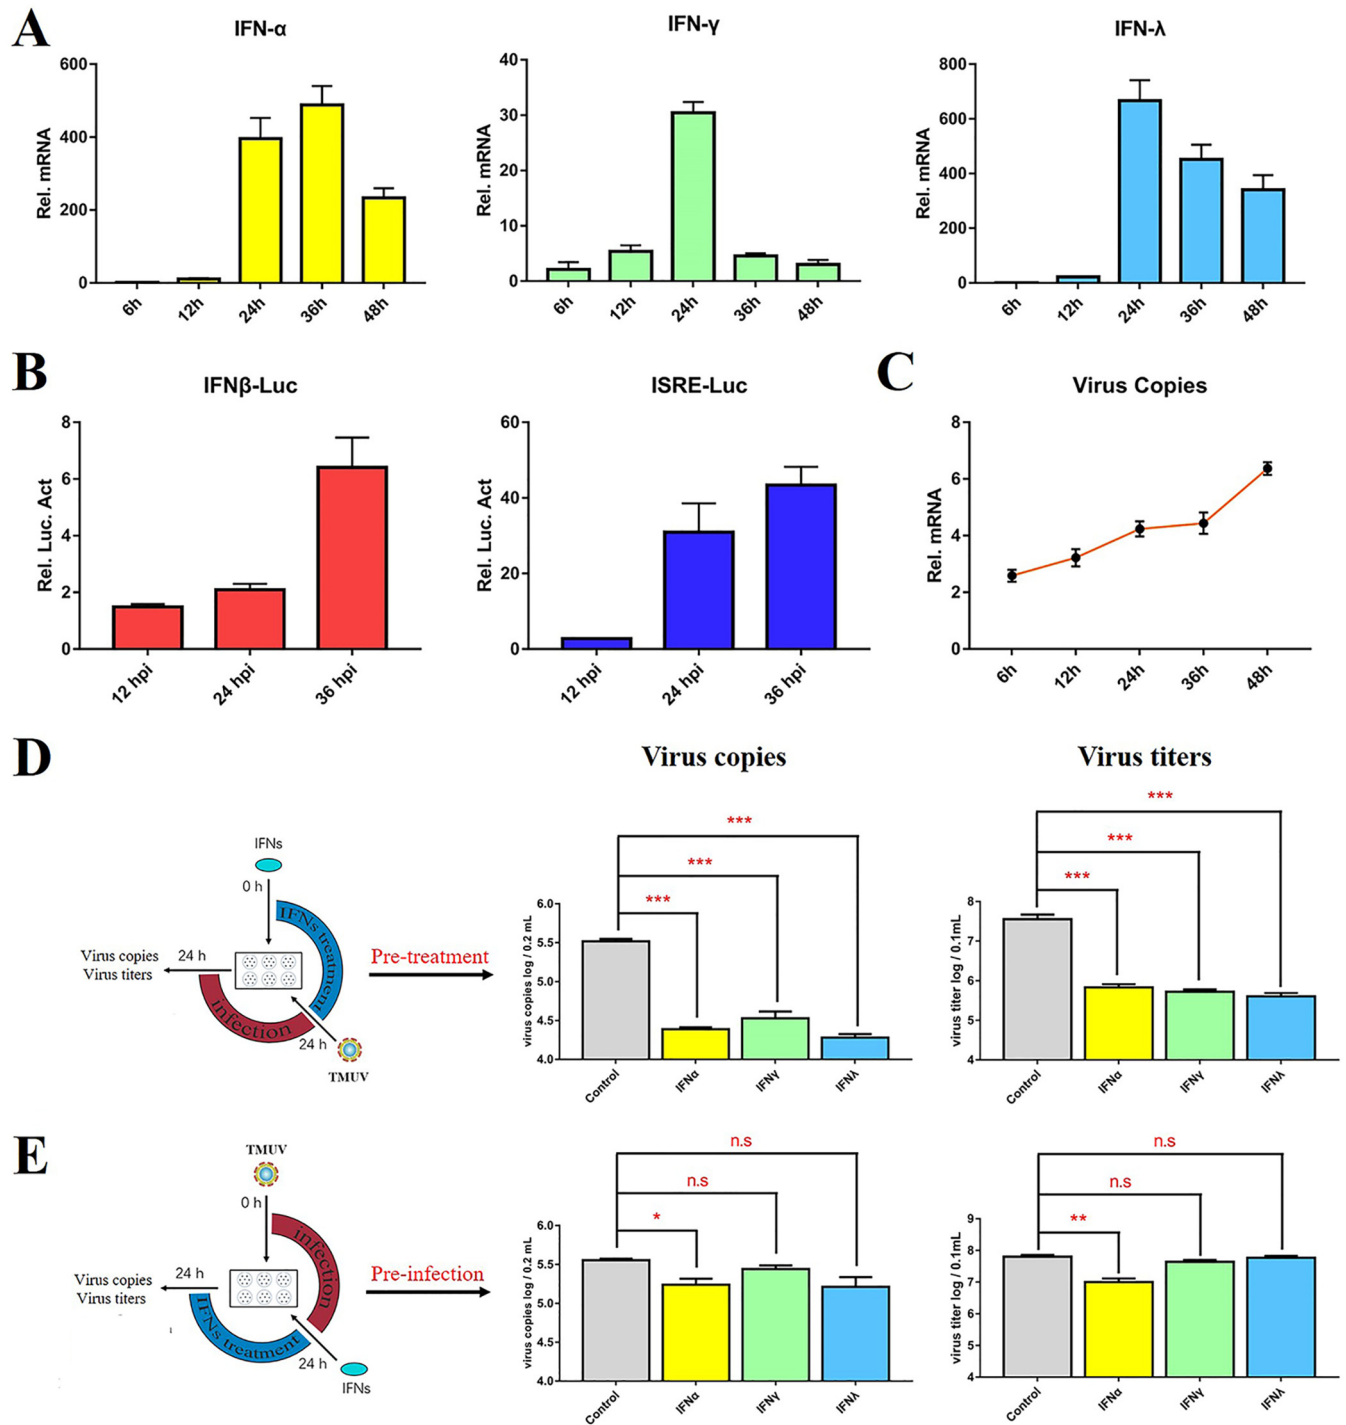 A
IFN-α
Rel. mRNA
600
400
200
0
6h
12h
24h
36h
48h
IFN-γ
Rel. mRNA
40
30
20
10
0
6h
12h
24h
36h
48h
IFN-λ
Rel. mRNA
800
600
400
200
0
6h
12h
24h
36h
48h
B
IFNβ-Luc
Rel. Luc. Act
8
6
4
2
0
12 hpi
24 hpi
36 hpi
ISRE-Luc
Rel. Luc. Act
60
40
20
0
12 hpi
24 hpi
36 hpi
C
Virus Copies
Rel. mRNA
8
6
4
2
0
6h
12h
24h
36h
48h
D
IFNs
0 h
IFNs treatment
Virus copies
Virus titers
24 h
infection
24 h
TMUV
Pre-treatment
Virus copies
***
***
***
virus copies log / 0.2 mL
6.0
5.5
5.0
4.5
4.0
Control
IFNα
IFNγ
IFNλ
Virus titers
***
***
***
virus titer log / 0.1mL
8
7
6
5
4
Control
IFNα
IFNγ
IFNλ
E
TMUV
0 h
infection
Virus copies
Virus titers
24 h
IFNs treatment
24 h
IFNs
Pre-infection
n.s
n.s
*
virus copies log / 0.2 mL
6.0
5.5
5.0
4.5
4.0
Control
IFNα
IFNγ
IFNλ
n.s
n.s
**
virus titer log / 0.1mL
9
8
7
6
5
4
Control
IFNα
IFNγ
IFNλ